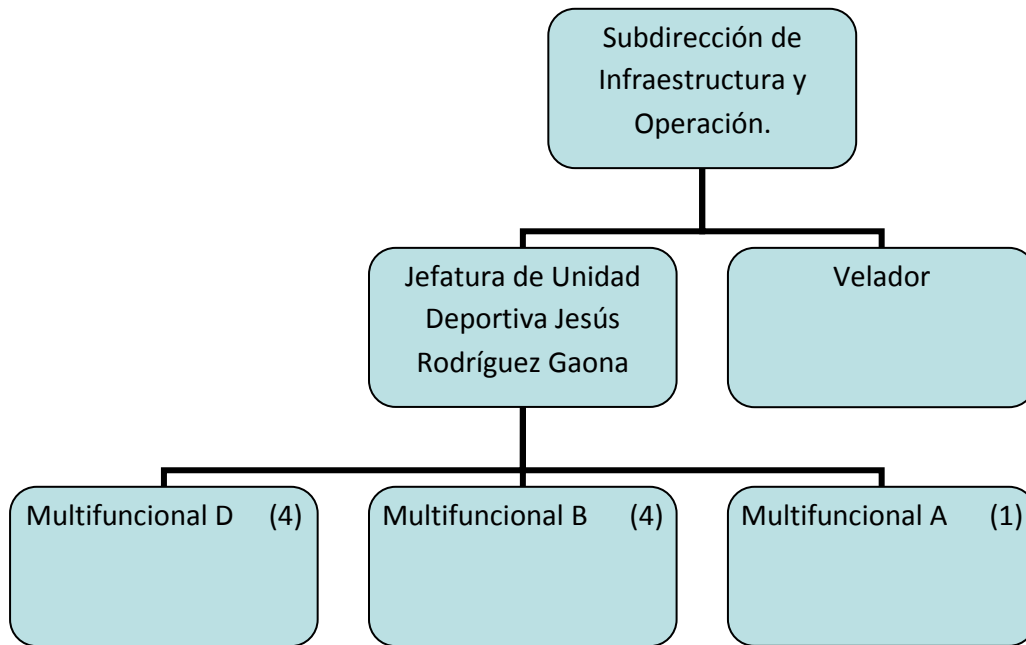 Subdirección de
Infraestructura y
Operación.
Jefatura de Unidad
Deportiva Jesús
Rodríguez Gaona
Velador
Multifuncional D (4)
Multifuncional B (4)
Multifuncional A (1)